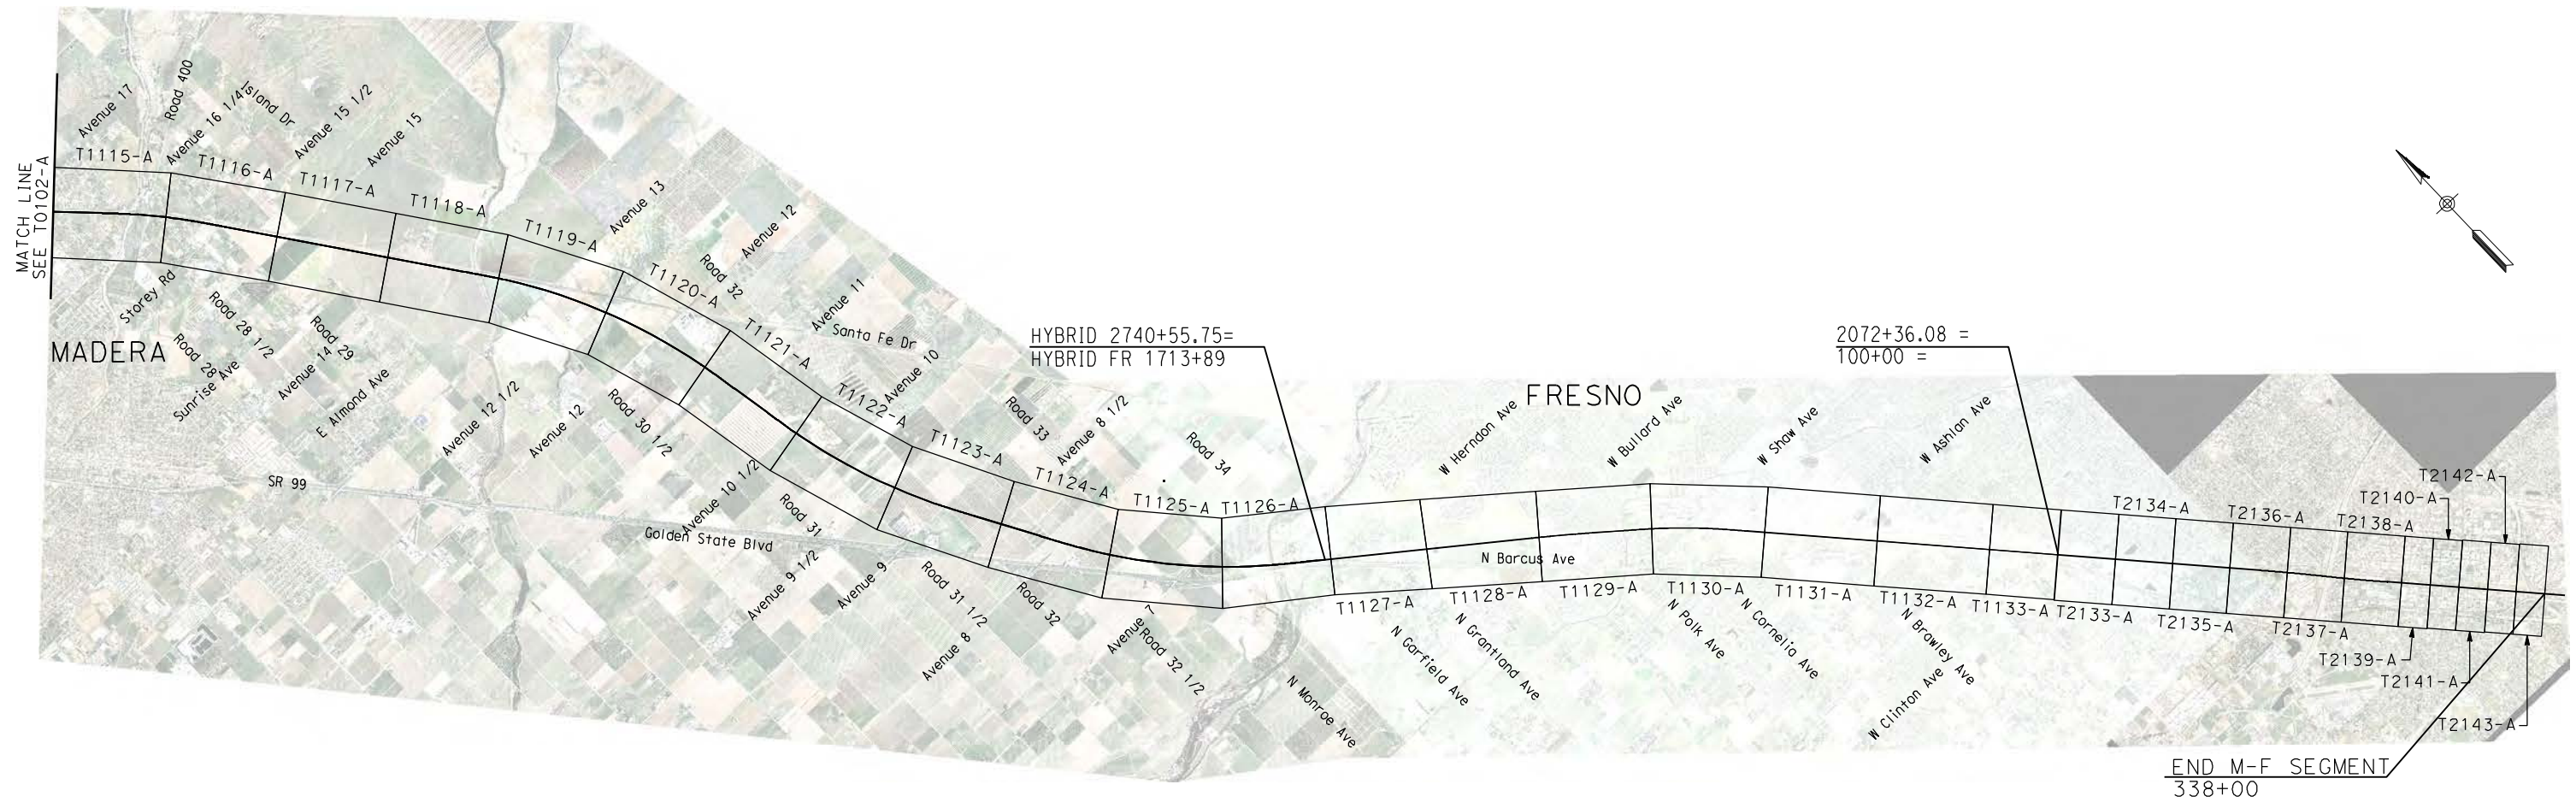 MATCH LINE
SEE T0102-A
Avenue 17
Road 400
Avenue 16 1/4
Island Dr
Avenue 15 1/2
Avenue 15
T1115-A
T1116-A
T1117-A
T1118-A
T1119-A
Avenue 13
T1120-A
Road 32
Avenue 12
T1121-A
Avenue 11
Santa Fe Dr
T1122-A
Avenue 10
T1123-A
Road 33
T1124-A
Avenue 8 1/2
T1125-A
Road 34
T1126-A
MADERA
Storey Rd
Road 28
Sunrise Ave
Road 28 1/2
Avenue 14
Road 29
E Almond Ave
SR 99
Avenue 12 1/2
Avenue 12
Road 30 1/2
Golden State Blvd
Avenue 10 1/2
Road 31
Avenue 9 1/2
Avenue 9
Road 31 1/2
Avenue 8
Road 32
Avenue 7
Road 32 1/2
HYBRID 2740+55.75=
HYBRID FR 1713+89
FRESNO
W Herndon Ave
W Bullard Ave
W Shaw Ave
W Ashlan Ave
2072+36.08 =
100+00 =
N Barcus Ave
T1127-A
T1128-A
T1129-A
T1130-A
T1131-A
T1132-A
T1133-A
T2133-A
T2134-A
T2135-A
T2136-A
T2137-A
T2138-A
T2139-A
T2140-A
T2141-A
T2142-A
T2143-A
N Monroe Ave
N Garfield Ave
N Grantland Ave
N Polk Ave
N Cornelia Ave
N Brawley Ave
W Clinton Ave
END M-F SEGMENT
338+00